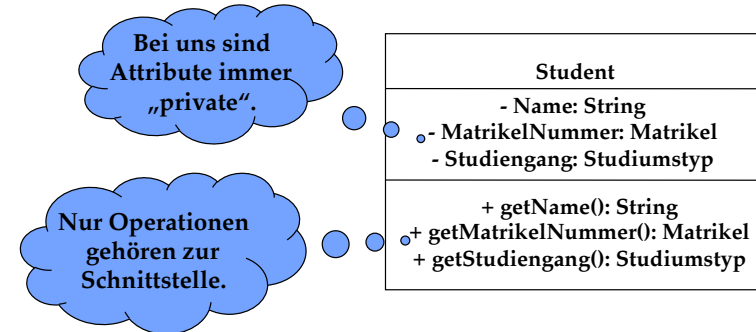 Bei uns sind
Attribute immer
„private“.
Student
- Name: String
- MatrikelNummer: Matrikel
- Studiengang: Studiumstyp
Nur Operationen
gehören zur
Schnittstelle.
+ getName(): String
+ getMatrikelNummer(): Matrikel
+ getStudiengang(): Studiumstyp